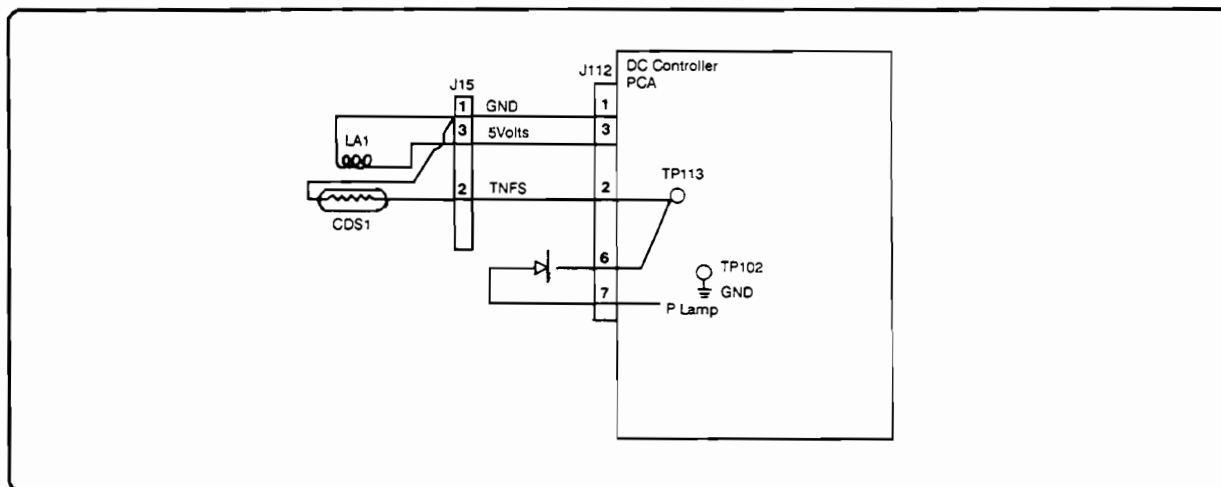 DC Controller
PCA
J112
J15
1 GND 1
3 5Volts 3
LA1
2 TNFS 2
TP113
CDS1
6
TP102
7
GND
P Lamp